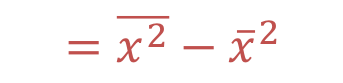 = \overline{x^2} - \bar{x}^2